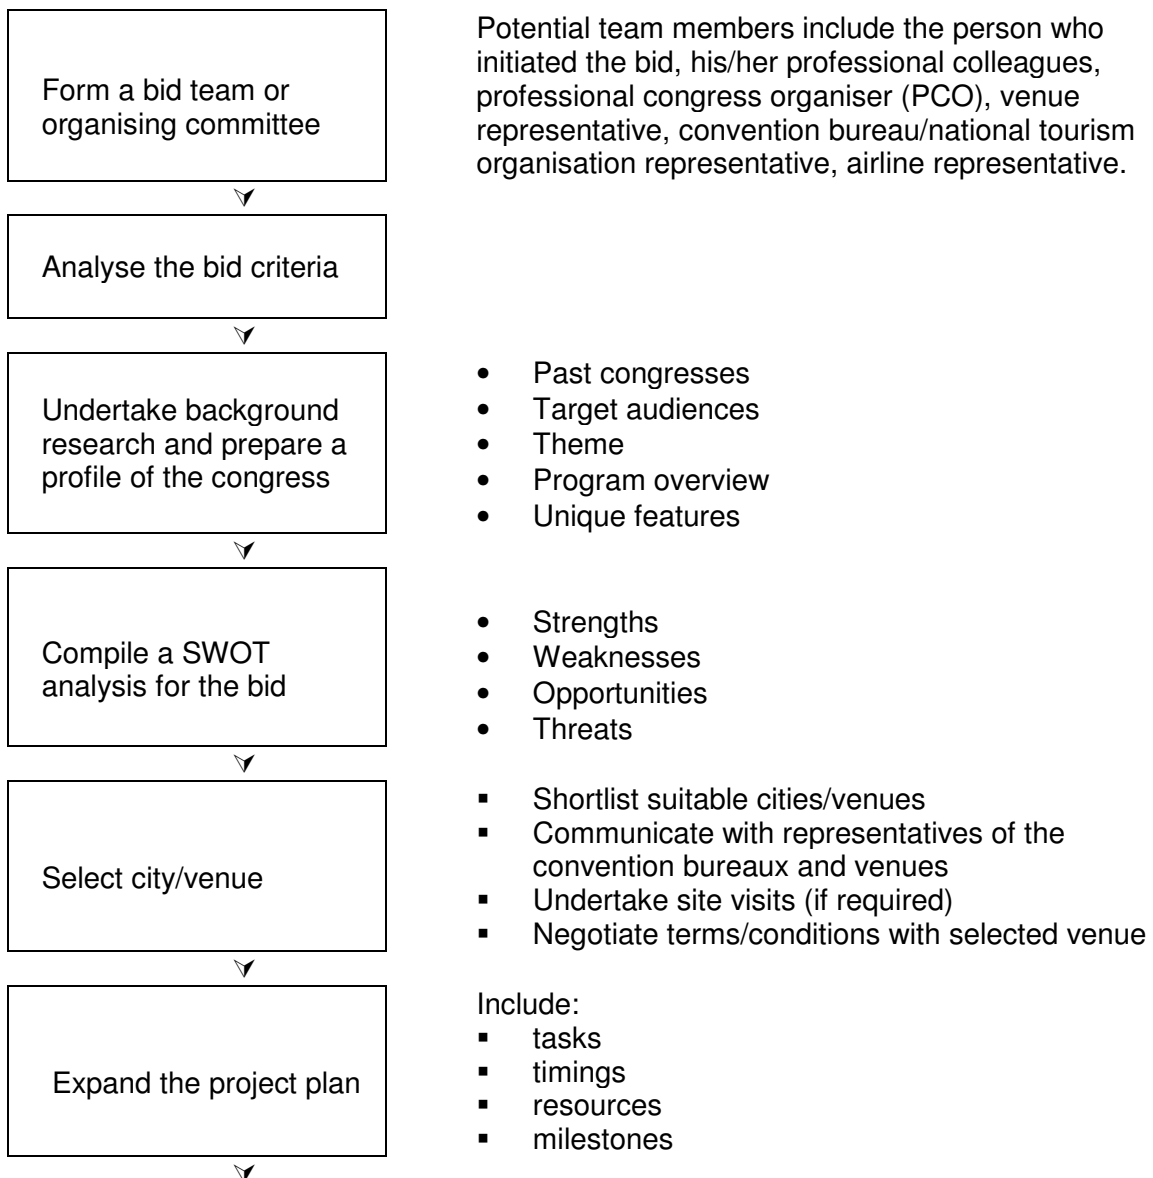 Form a bid team or
organising committee
Potential team members include the person who
initiated the bid, his/her professional colleagues,
professional congress organiser (PCO), venue
representative, convention bureau/national tourism
organisation representative, airline representative.
Analyse the bid criteria
Undertake background
research and prepare a
profile of the congress
• Past congresses
• Target audiences
• Theme
• Program overview
• Unique features
Compile a SWOT
analysis for the bid
• Strengths
• Weaknesses
• Opportunities
• Threats
Select city/venue
▪ Shortlist suitable cities/venues
▪ Communicate with representatives of the
convention bureaux and venues
▪ Undertake site visits (if required)
▪ Negotiate terms/conditions with selected venue
Expand the project plan
Include:
▪ tasks
▪ timings
▪ resources
▪ milestones